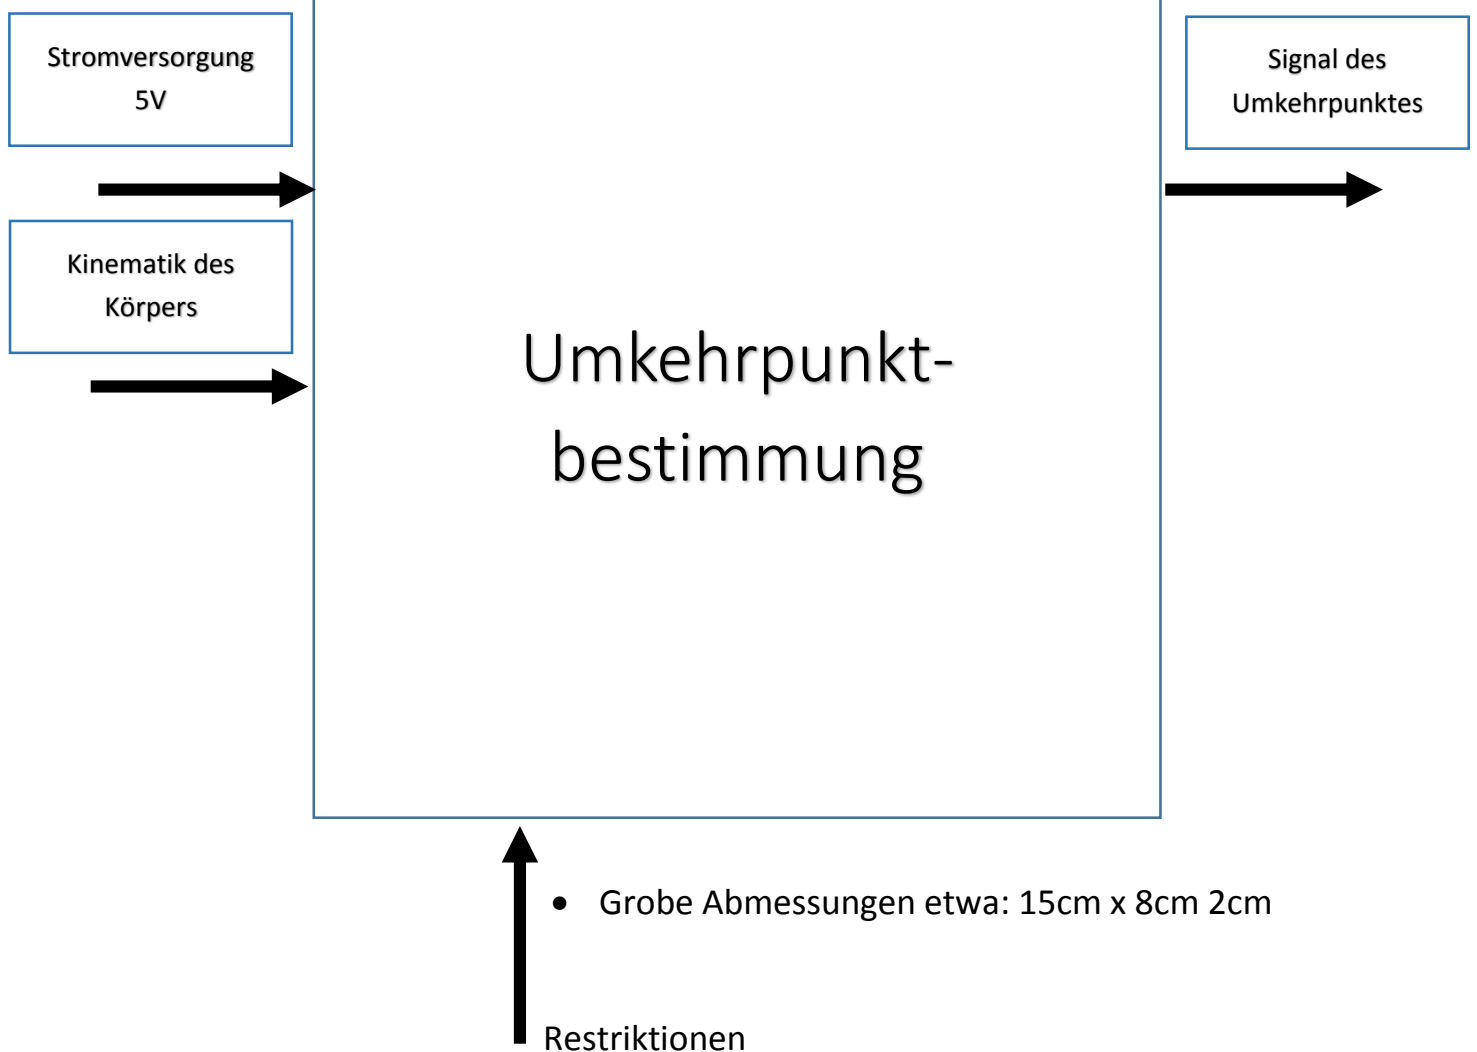 Stromversorgung
5V
Signal des
Umkehrpunktes
Kinematik des
Körpers
Umkehrpunkt-
bestimmung
• Grobe Abmessungen etwa: 15cm x 8cm 2cm
Restriktionen